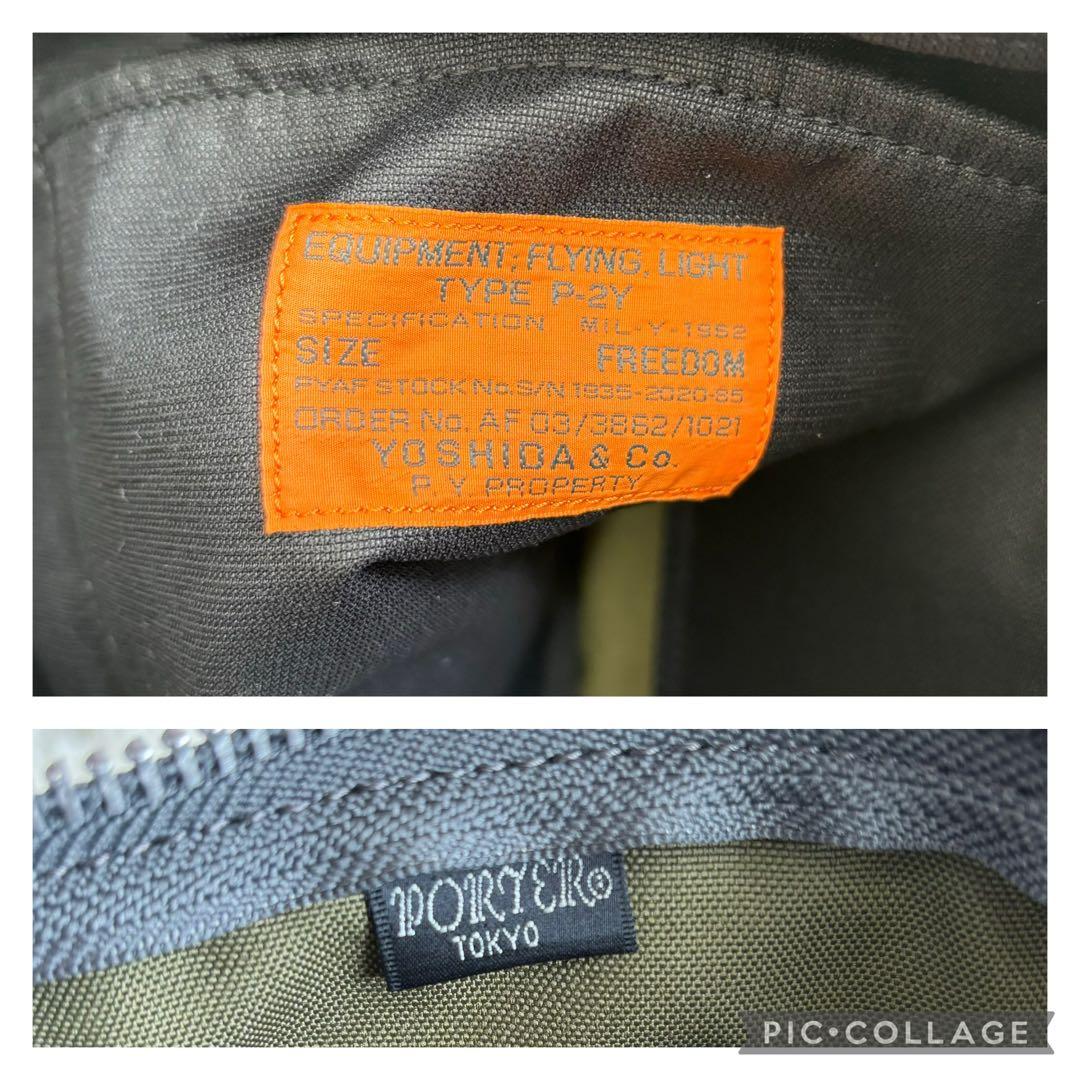 EQUIPMENT, FLYING, LIGHT
TYPE P-2Y
SPECIFICATION MIL-Y-1962
SIZE FREEDOM
PYAF STOCK No. S/N 1935-2020-85
ORDER No. AF 03/3862/1021
YOSHIDA & Co.
P. Y. PROPERTY
PORTER®
TOKYO
PIC•COLLAGE